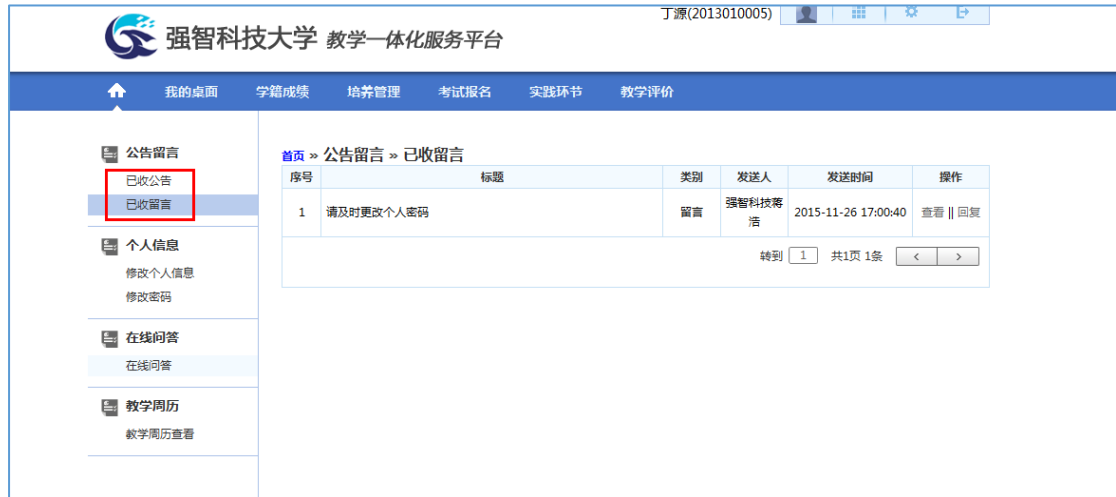 丁源(2013010005)
强智科技大学 教学一体化服务平台
我的桌面 学籍成绩 培养管理 考试报名 实践环节 教学评价
公告留言
已收公告
已收留言
个人信息
修改个人信息
修改密码
在线问答
在线问答
教学周历
教学周历查看
首页 » 公告留言 » 已收留言
序号 标题 类别 发送人 发送时间 操作
1 请及时更改个人密码 留言 强智科技蒋浩 2015-11-26 17:00:40 查看 || 回复
转到 1 共1页 1条 < >